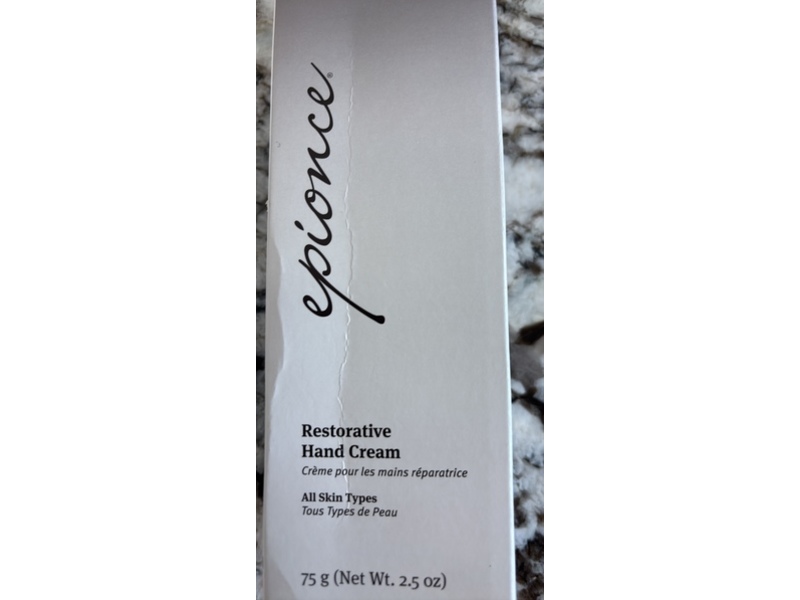 epionce®
Restorative
Hand Cream
Crème pour les mains réparatrice
All Skin Types
Tous Types de Peau
75 g (Net Wt. 2.5 oz)